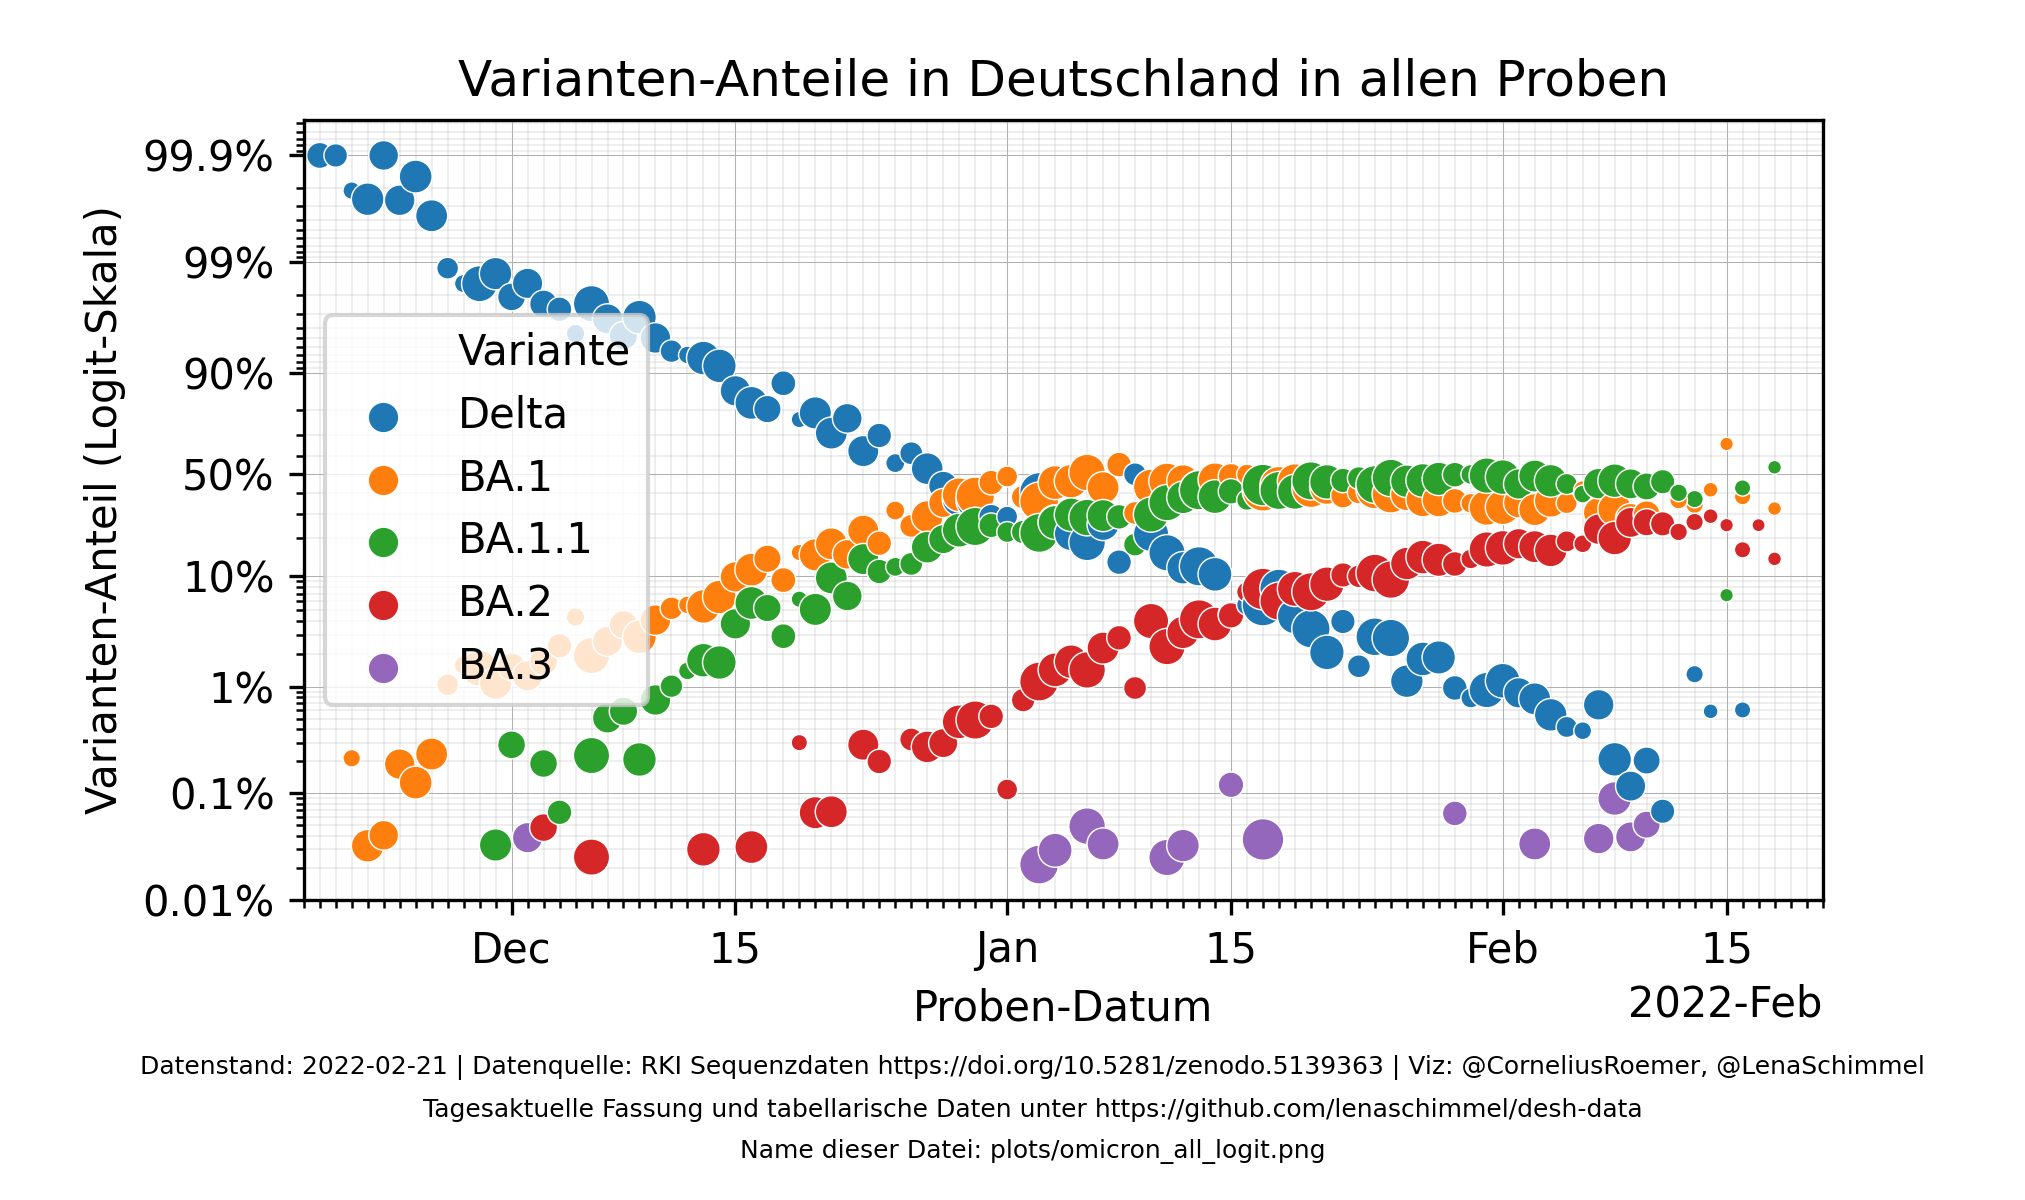 Varianten-Anteile in Deutschland in allen Proben
Varianten-Anteil (Logit-Skala)
99.9%
99%
90%
50%
10%
1%
0.1%
0.01%
Variante
Delta
BA.1
BA.1.1
BA.2
BA.3
Dec 15 Jan 15 Feb 15
Proben-Datum
2022-Feb
Datenstand: 2022-02-21 | Datenquelle: RKI Sequenzdaten https://doi.org/10.5281/zenodo.5139363 | Viz: @CorneliusRoemer, @LenaSchimmel
Tagesaktuelle Fassung und tabellarische Daten unter https://github.com/lenaschimmel/desh-data
Name dieser Datei: plots/omicron_all_logit.png